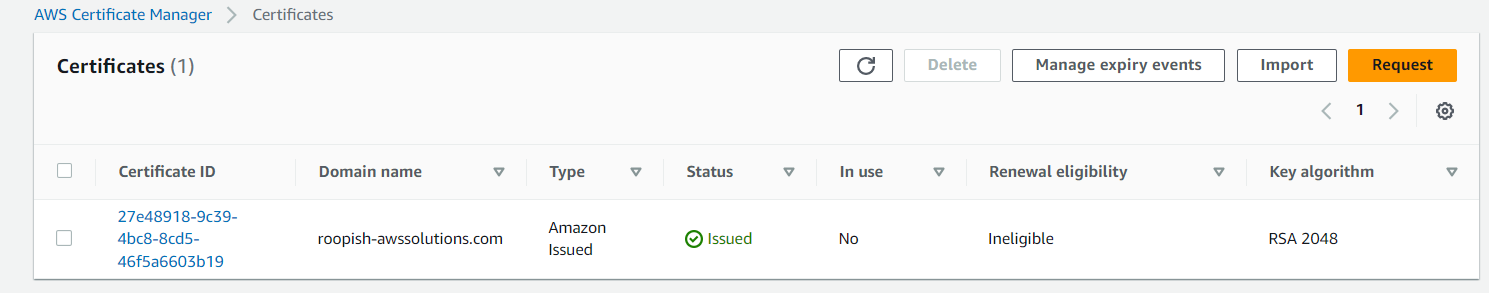 AWS Certificate Manager > Certificates
Certificates (1)
Delete
Manage expiry events
Import
Request
1
Certificate ID Domain name Type Status In use Renewal eligibility Key algorithm
27e48918-9c39-
4bc8-8cd5-
46f5a6603b19
roopish-awssolutions.com
Amazon
Issued
Issued
No
Ineligible
RSA 2048